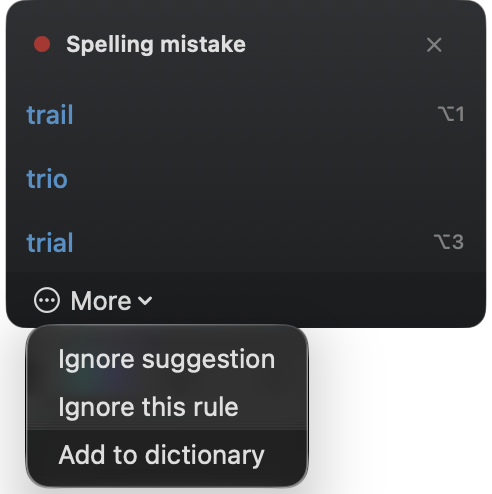 Spelling mistake ×
trail ⌥1
trio
trial ⌥3
More
Ignore suggestion
Ignore this rule
Add to dictionary